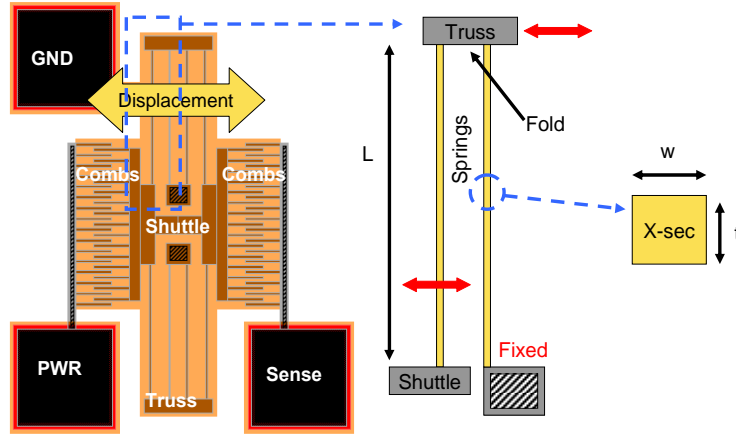 GND
Displacement
Combs
Combs
Shuttle
PWR
Truss
Sense
Truss
Fold
L
Springs
w
X-sec
t
Fixed
Shuttle